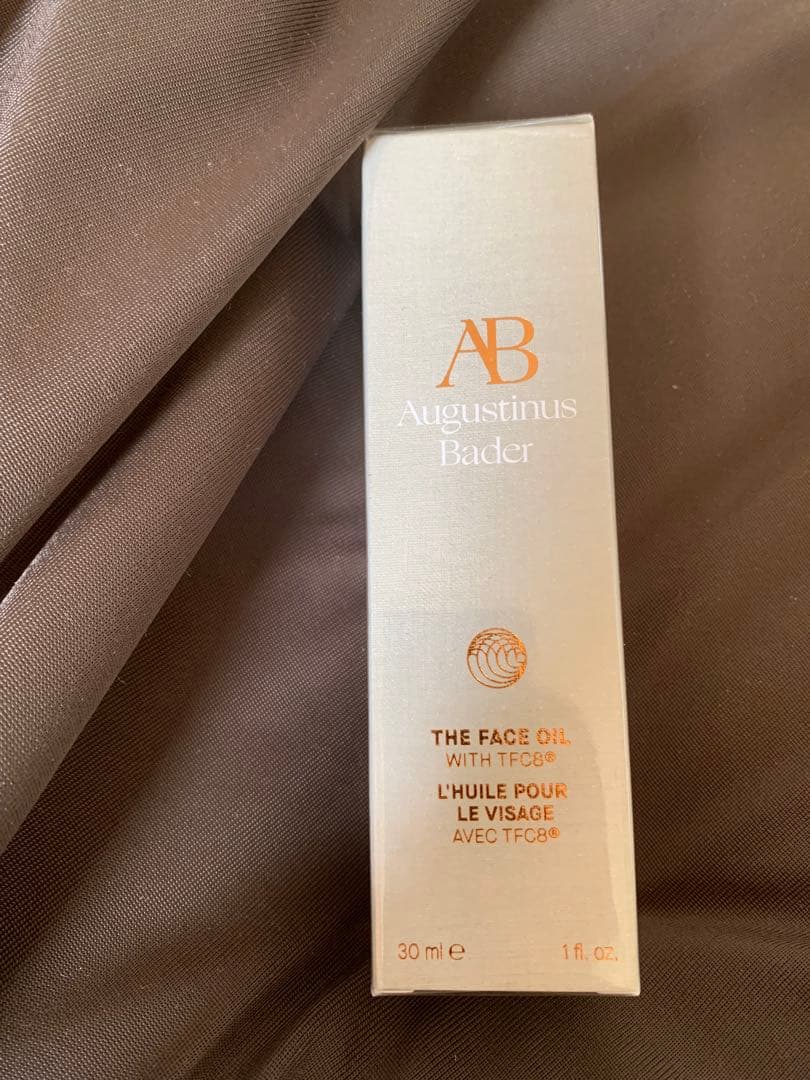 AB
Augustinus
Bader
THE FACE OIL
WITH TFC8®
L'HUILE POUR
LE VISAGE
AVEC TFC8®
30 ml ℮ 1 fl. oz.